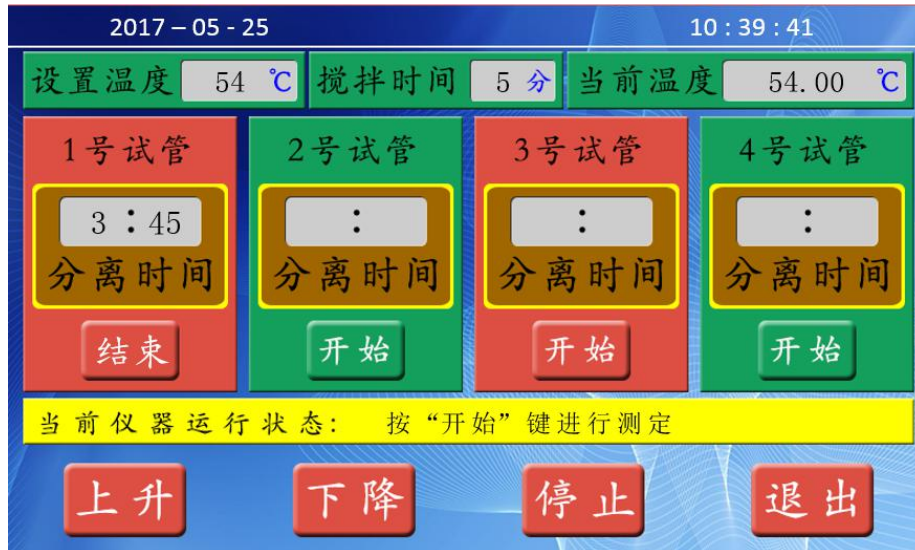 2017 – 05 - 25 10 : 39 : 41
设置温度 54 ℃ 搅拌时间 5 分 当前温度 54.00 ℃
1号试管 2号试管 3号试管 4号试管
3 : 45 : : :
分离时间 分离时间 分离时间 分离时间
结束 开始 开始 开始
当前仪器运行状态: 按“开始”键进行测定
上升 下降 停止 退出